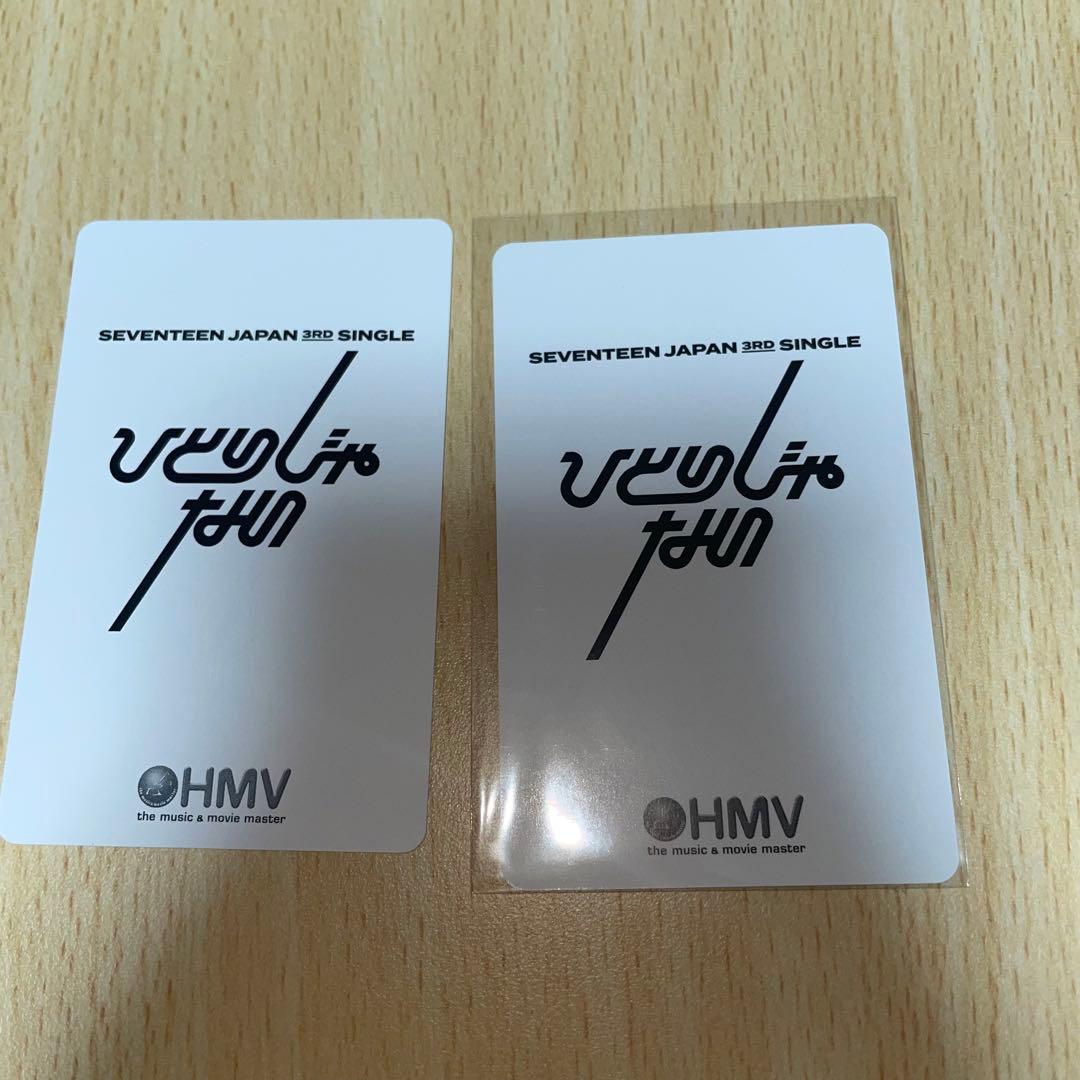 SEVENTEEN JAPAN 3RD SINGLE
ひとりじゃ
ない
HMV
the music & movie master
SEVENTEEN JAPAN 3RD SINGLE
ひとりじゃ
ない
HMV
the music & movie master